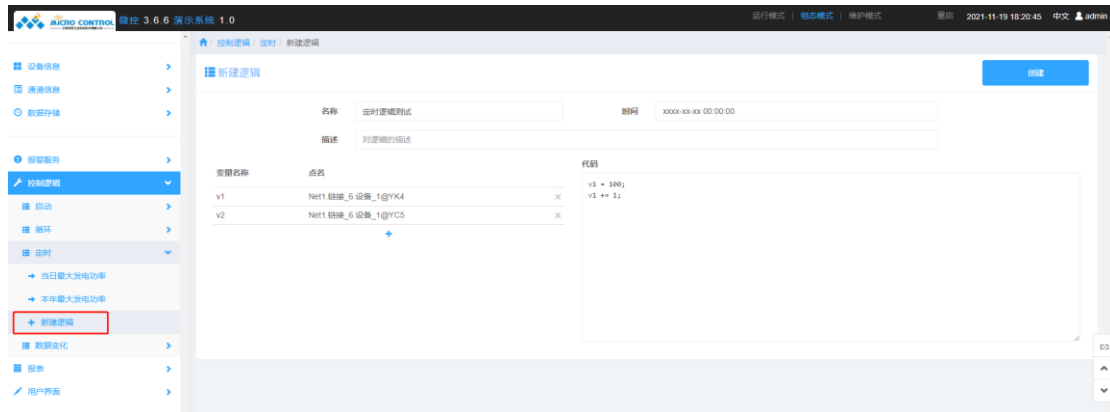 MICRO CONTROL 微控 3.6.6 演示系统 1.0
运行模式 | 组态模式 | 维护模式 重启 2021-11-19 18:20:45 中文 admin
/ 控制逻辑 / 定时 / 新建逻辑
设备信息
通道信息
数据存储
报警服务
控制逻辑
启动
循环
定时
当日最大发电功率
本年最大发电功率
新建逻辑
数据变化
报表
用户界面
新建逻辑 创建
名称 定时逻辑测试 时间 xxxx-xx-xx 00:00:00
描述 对逻辑的描述
变量名称 点名
v1 Net1.链接_6.设备_1@YK4
v2 Net1.链接_6.设备_1@YC5
代码
v1 = 100;
v1 += 1;